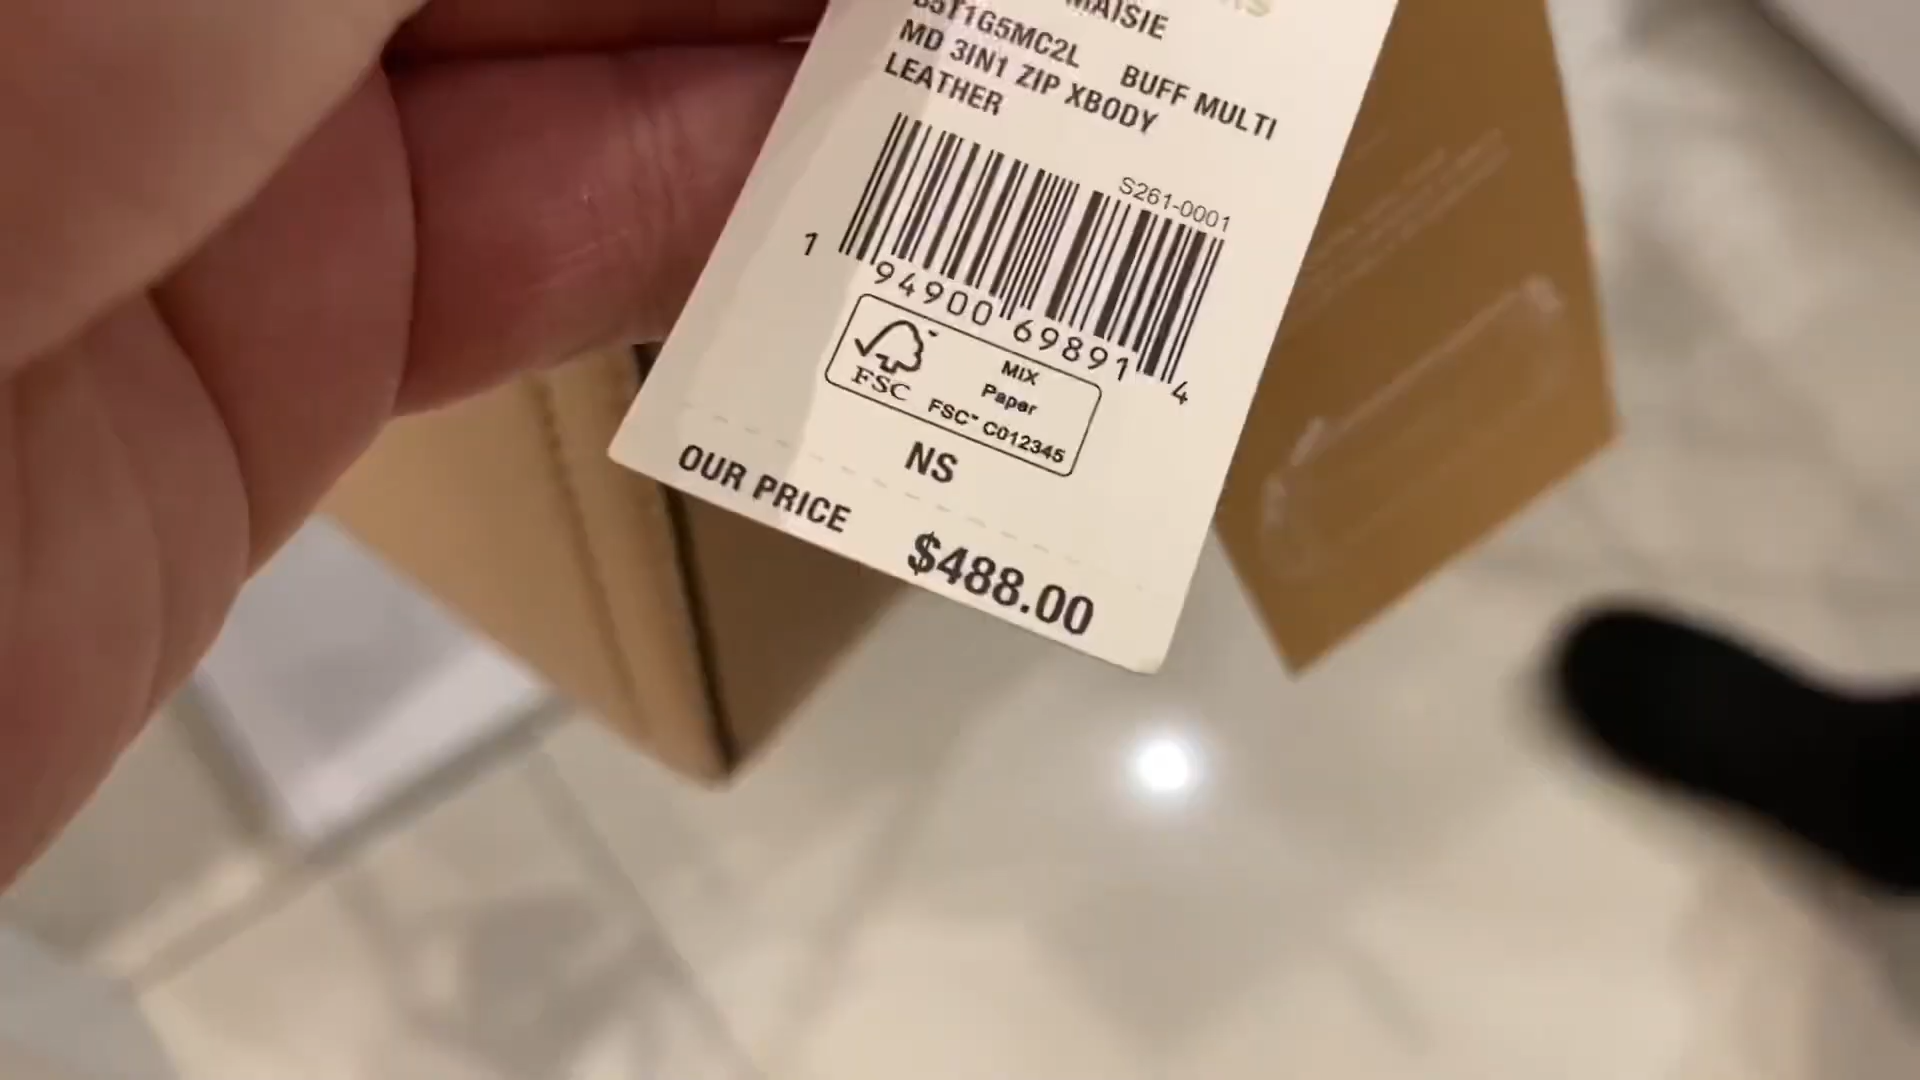 MAISIE
B5T1G5MC2L BUFF MULTI
MD 3IN1 ZIP XBODY
LEATHER
S261-0001
1 94900 69891 4
FSC
MIX
Paper
FSC™ C012345
NS
OUR PRICE $488.00